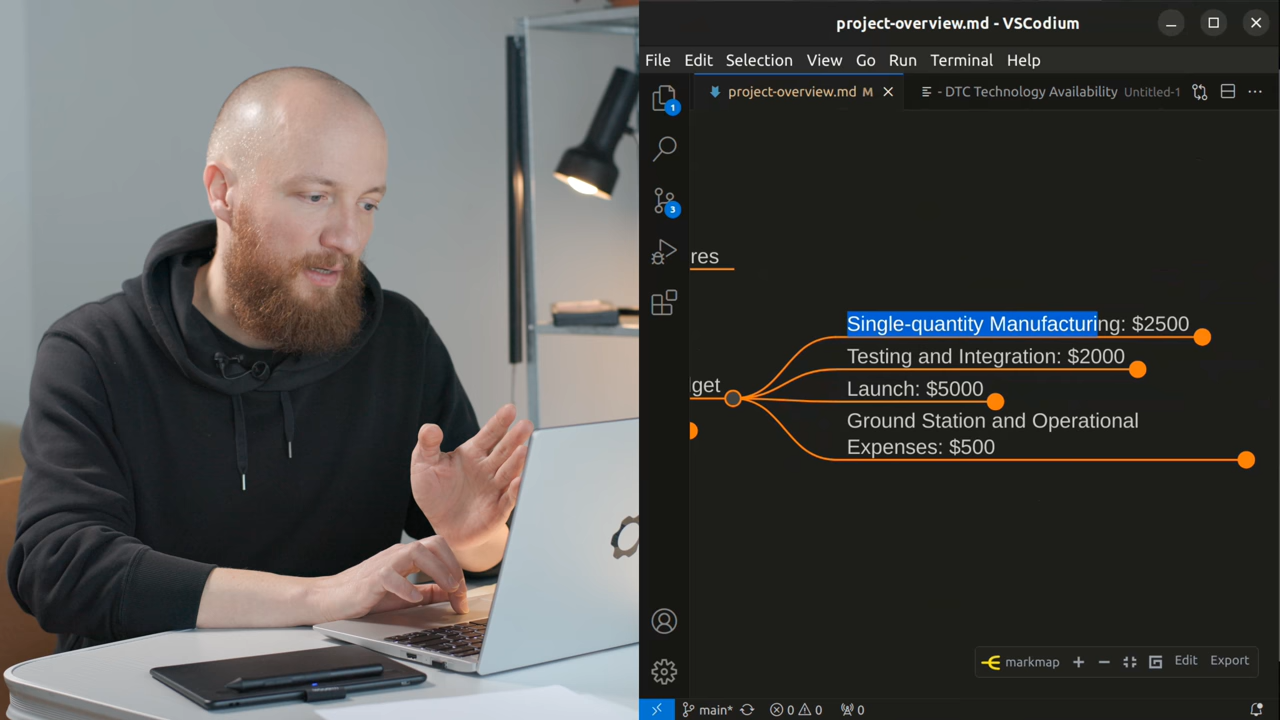 project-overview.md - VSCodium
File Edit Selection View Go Run Terminal Help
1
project-overview.md M
- DTC Technology Availability Untitled-1
3
res
get
Single-quantity Manufacturing: $2500
Testing and Integration: $2000
Launch: $5000
Ground Station and Operational
Expenses: $500
markmap + − Edit Export
main* 0 0 0